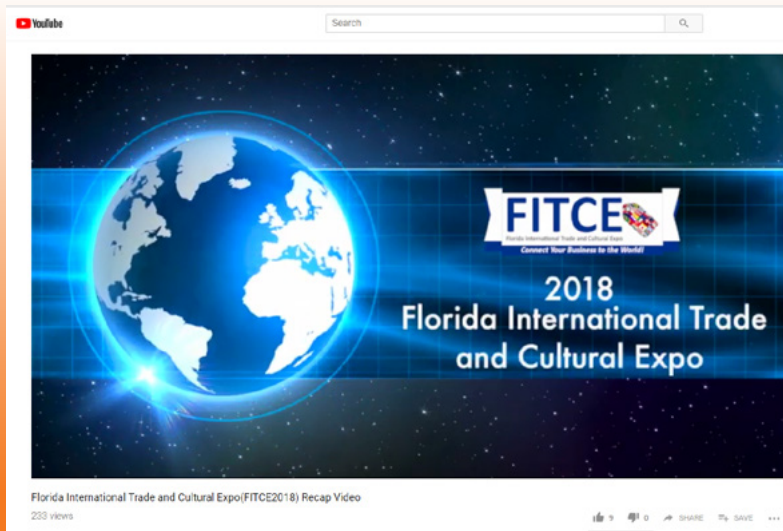 YouTube
Search
FITCE
Florida International Trade and Cultural Expo
Connect Your Business to the World!
2018
Florida International Trade
and Cultural Expo
Florida International Trade and Cultural Expo(FITCE2018) Recap Video
233 views
9 0 SHARE SAVE